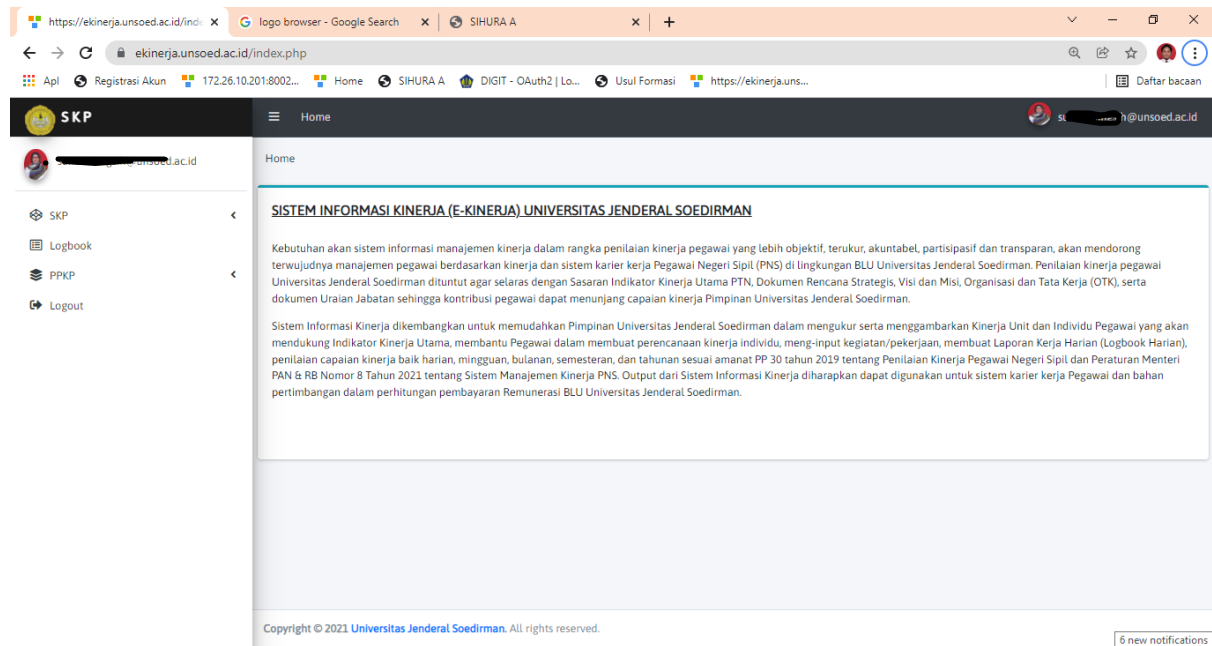 https://ekinerja.unsoed.ac.id/inde
logo browser - Google Search
SIHURA A
ekinerja.unsoed.ac.id/index.php
Apl Registrasi Akun 172.26.10.201:8002... Home SIHURA A DIGIT - OAuth2 | Lo... Usul Formasi https://ekinerja.uns... Daftar bacaan
SKP
Home
h@unsoed.ac.id
unsoed.ac.id
Home
SKP
Logbook
PPKP
Logout
SISTEM INFORMASI KINERJA (E-KINERJA) UNIVERSITAS JENDERAL SOEDIRMAN
Kebutuhan akan sistem informasi manajemen kinerja dalam rangka penilaian kinerja pegawai yang lebih objektif, terukur, akuntabel, partisipasif dan transparan, akan mendorong
terwujudnya manajemen pegawai berdasarkan kinerja dan sistem karier kerja Pegawai Negeri Sipil (PNS) di lingkungan BLU Universitas Jenderal Soedirman. Penilaian kinerja pegawai
Universitas Jenderal Soedirman dituntut agar selaras dengan Sasaran Indikator Kinerja Utama PTN, Dokumen Rencana Strategis, Visi dan Misi, Organisasi dan Tata Kerja (OTK), serta
dokumen Uraian Jabatan sehingga kontribusi pegawai dapat menunjang capaian kinerja Pimpinan Universitas Jenderal Soedirman.
Sistem Informasi Kinerja dikembangkan untuk memudahkan Pimpinan Universitas Jenderal Soedirman dalam mengukur serta menggambarkan Kinerja Unit dan Individu Pegawai yang akan
mendukung Indikator Kinerja Utama, membantu Pegawai dalam membuat perencanaan kinerja individu, meng-input kegiatan/pekerjaan, membuat Laporan Kerja Harian (Logbook Harian),
penilaian capaian kinerja baik harian, mingguan, bulanan, semesteran, dan tahunan sesuai amanat PP 30 tahun 2019 tentang Penilaian Kinerja Pegawai Negeri Sipil dan Peraturan Menteri
PAN & RB Nomor 8 Tahun 2021 tentang Sistem Manajemen Kinerja PNS. Output dari Sistem Informasi Kinerja diharapkan dapat digunakan untuk sistem karier kerja Pegawai dan bahan
pertimbangan dalam perhitungan pembayaran Remunerasi BLU Universitas Jenderal Soedirman.
Copyright © 2021 Universitas Jenderal Soedirman. All rights reserved.
6 new notifications